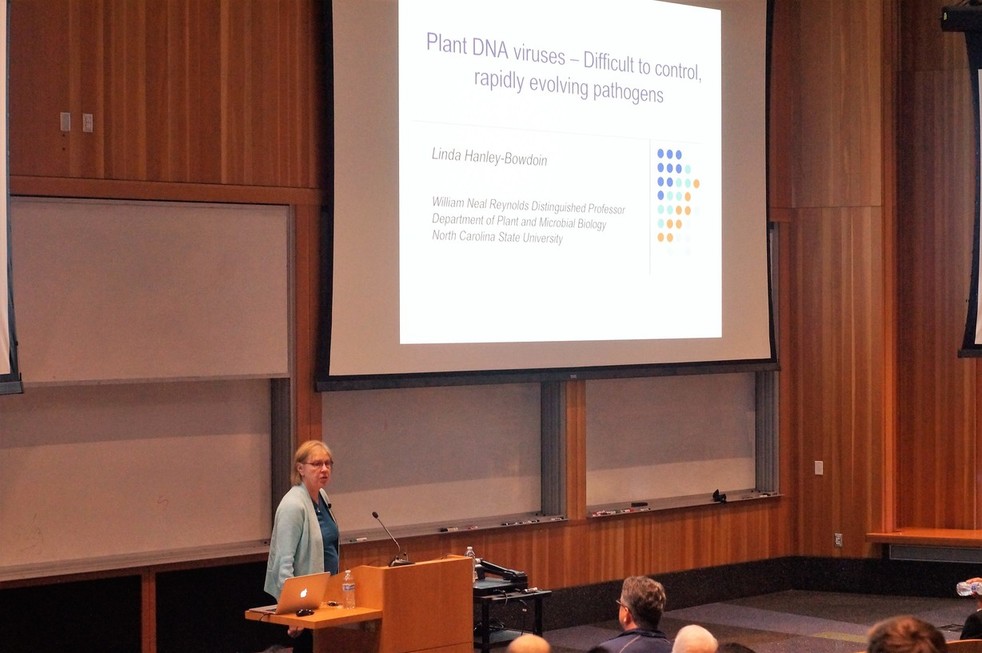 Plant DNA viruses – Difficult to control,
rapidly evolving pathogens
Linda Hanley-Bowdoin
William Neal Reynolds Distinguished Professor
Department of Plant and Microbial Biology
North Carolina State University